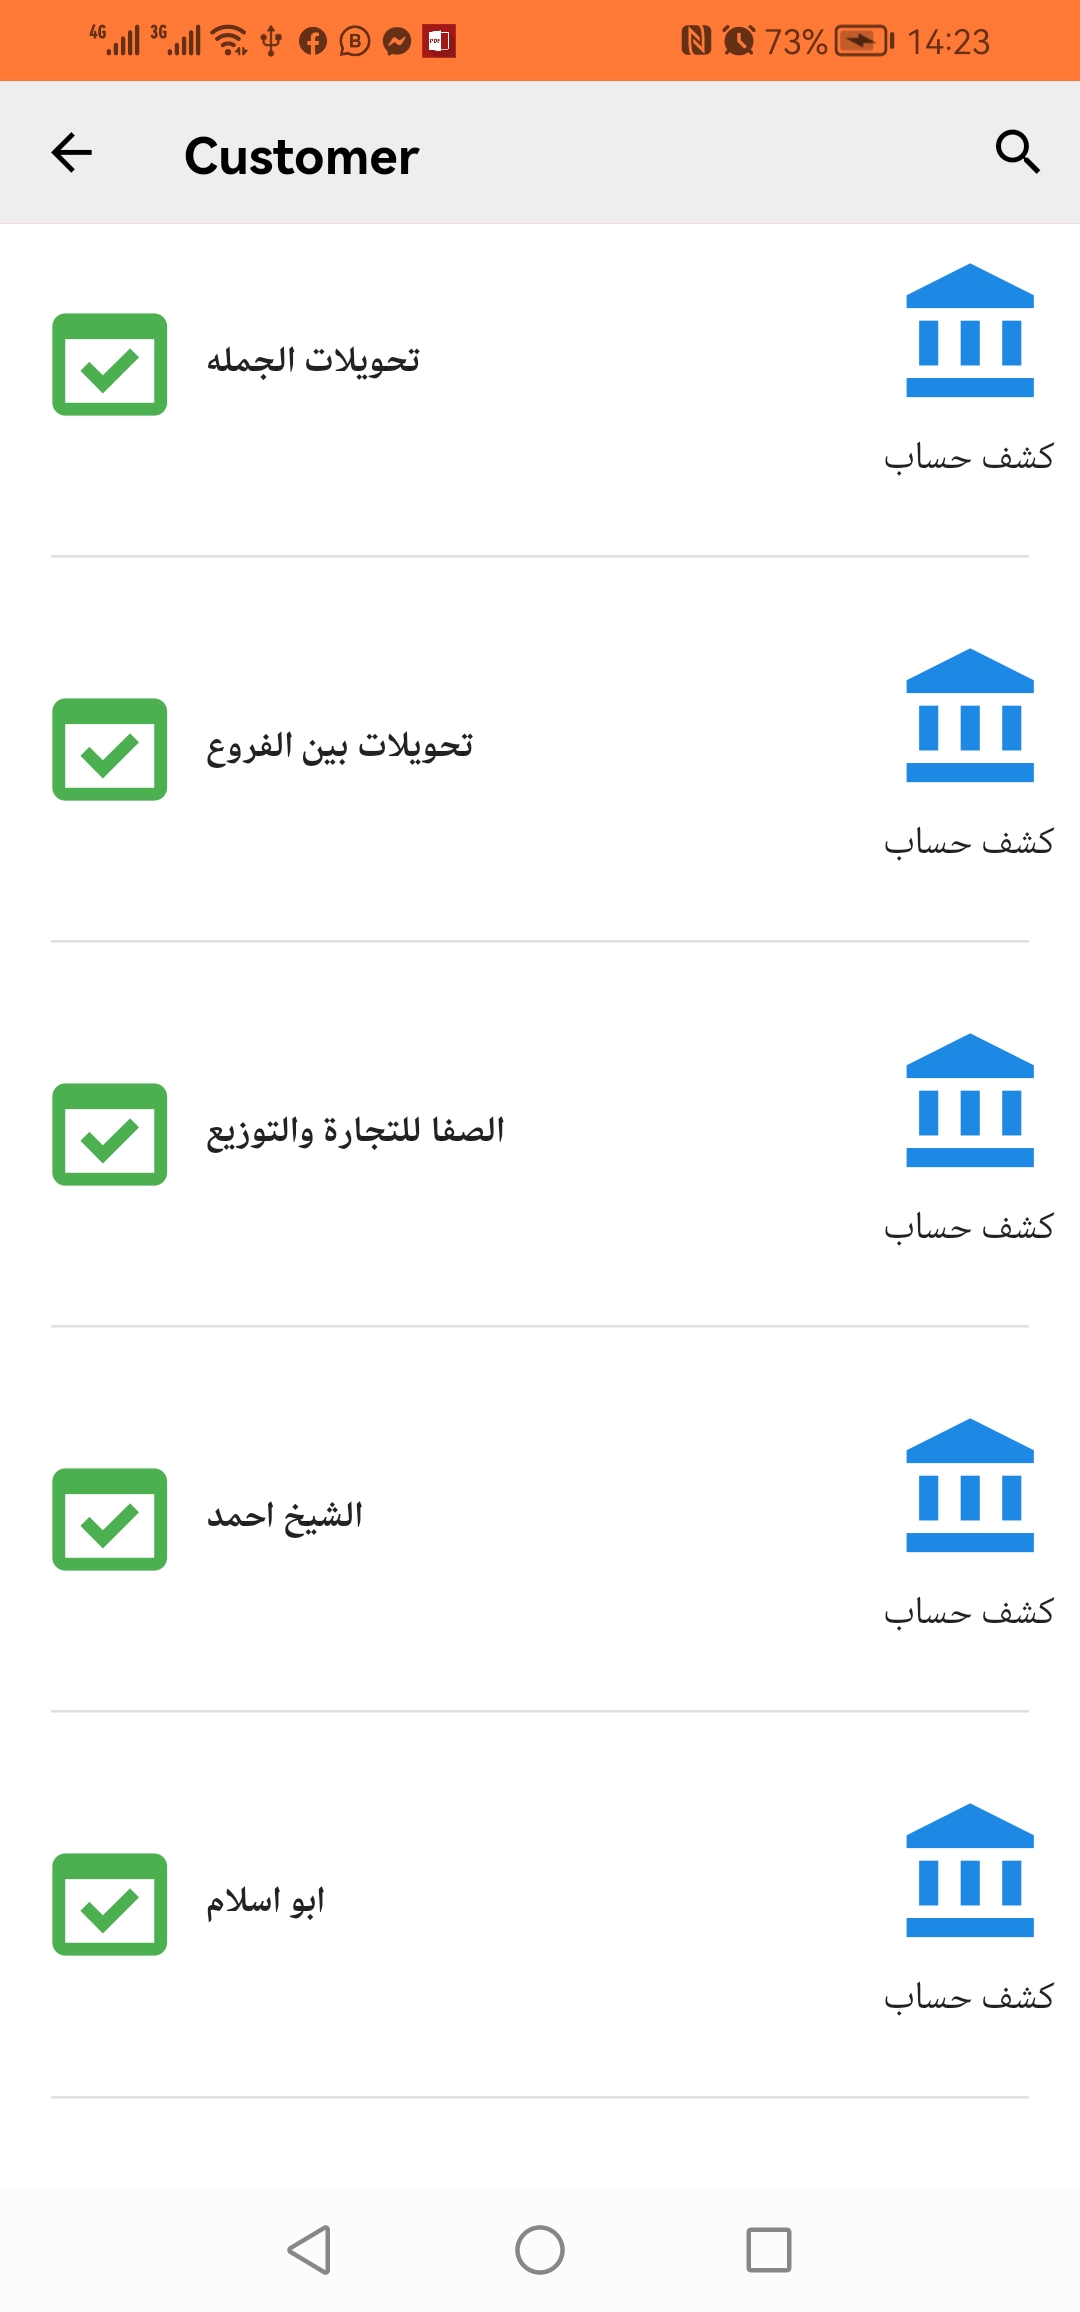 4G 3G 73% 14:23
Customer
تحويلات الجمله
كشف حساب
تحويلات بين الفروع
كشف حساب
الصفا للتجارة والتوزيع
كشف حساب
الشيخ احمد
كشف حساب
ابو اسلام
كشف حساب